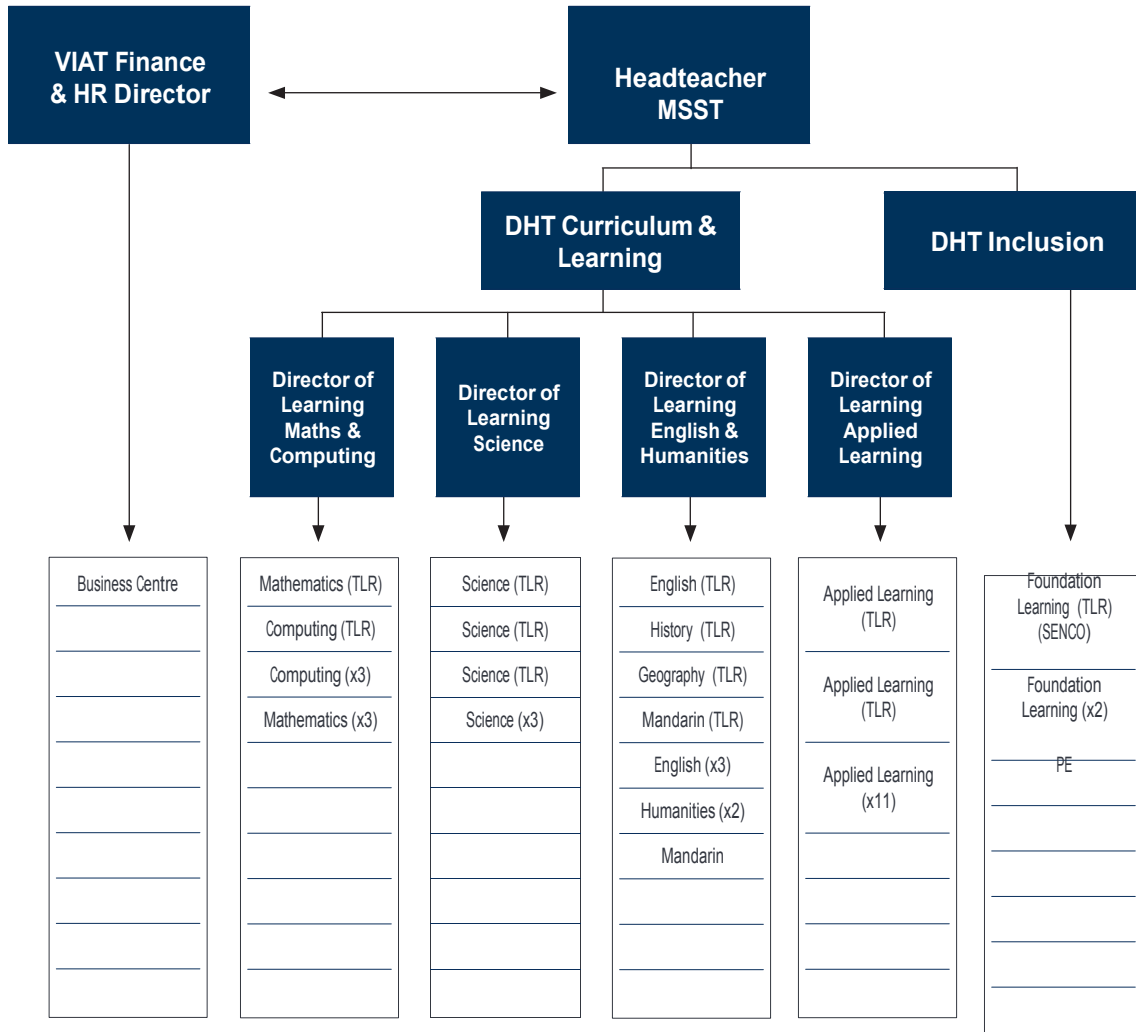 VIAT Finance
& HR Director
Headteacher
MSST
DHT Curriculum &
Learning
DHT Inclusion
Director of
Learning
Maths &
Computing
Director of
Learning
Science
Director of
Learning
English &
Humanities
Director of
Learning
Applied
Learning
Business Centre
Mathematics (TLR)
Computing (TLR)
Computing (x3)
Mathematics (x3)
Science (TLR)
Science (TLR)
Science (TLR)
Science (x3)
English (TLR)
History (TLR)
Geography (TLR)
Mandarin (TLR)
English (x3)
Humanities (x2)
Mandarin
Applied Learning
(TLR)
Applied Learning
(TLR)
Applied Learning
(x11)
Foundation
Learning (TLR)
(SENCO)
Foundation
Learning (x2)
PE